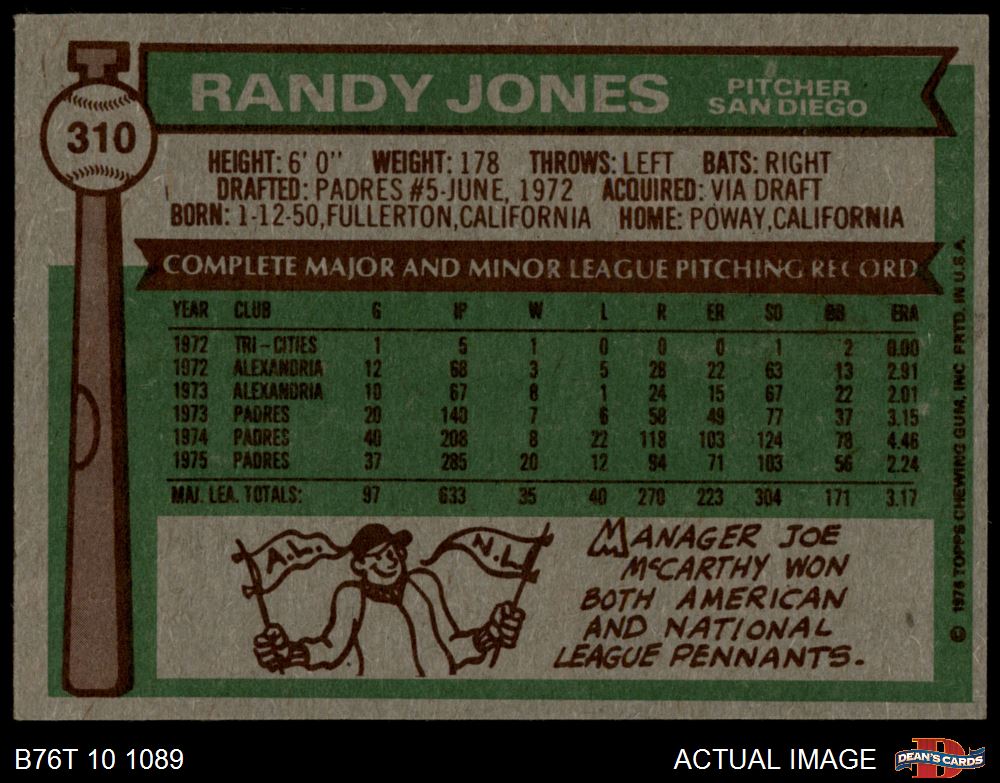 310
RANDY JONES
PITCHER
SAN DIEGO
HEIGHT: 6' 0" WEIGHT: 178 THROWS: LEFT BATS: RIGHT
DRAFTED: PADRES #5-JUNE, 1972 ACQUIRED: VIA DRAFT
BORN: 1-12-50, FULLERTON, CALIFORNIA HOME: POWAY, CALIFORNIA
COMPLETE MAJOR AND MINOR LEAGUE PITCHING RECORD
YEAR CLUB G IP W L R ER SO BB ERA
1972 TRI-CITIES 1 5 1 0 0 0 1 2 0.00
1972 ALEXANDRIA 12 68 3 5 28 22 63 13 2.91
1973 ALEXANDRIA 10 67 8 1 24 15 67 22 2.01
1973 PADRES 20 140 7 6 58 49 77 37 3.15
1974 PADRES 40 208 8 22 118 103 124 78 4.46
1975 PADRES 37 285 20 12 94 71 103 56 2.24
MAJ. LEA. TOTALS: 97 633 35 40 270 223 304 171 3.17
A.L.
N.L.
MANAGER JOE
McCARTHY WON
BOTH AMERICAN
AND NATIONAL
LEAGUE PENNANTS.
© 1976 TOPPS CHEWING GUM, INC PRTD. IN U.S.A.
B76T 10 1089
ACTUAL IMAGE
D
DEAN'S CARDS